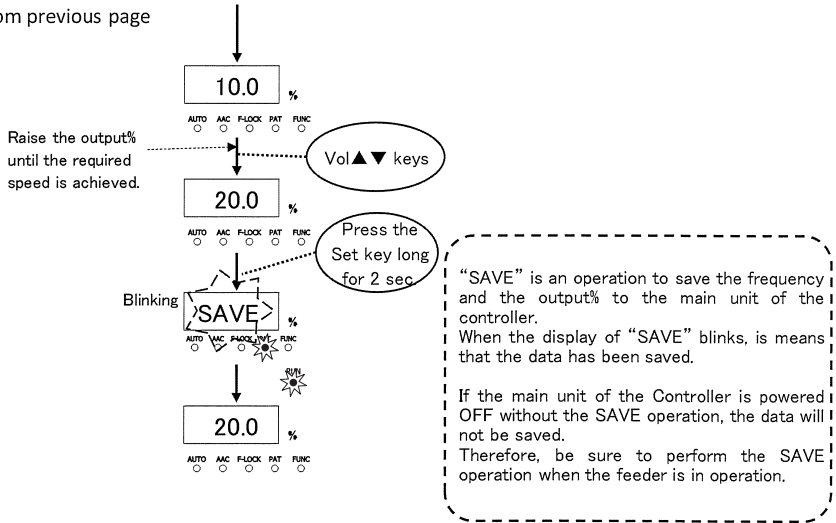 om previous page
10.0 %
AUTO AAC F-LOCK PAT FUNC
Raise the output%
until the required
speed is achieved.
Vol▲▼ keys
20.0 %
AUTO AAC F-LOCK PAT FUNC
Press the
Set key long
for 2 sec.
Blinking
SAVE %
AUTO AAC F-LOCK FUNC
RUN
20.0 %
AUTO AAC F-LOCK PAT FUNC
“SAVE” is an operation to save the frequency
and the output% to the main unit of the
controller.
When the display of “SAVE” blinks, is means
that the data has been saved.
If the main unit of the Controller is powered
OFF without the SAVE operation, the data will
not be saved.
Therefore, be sure to perform the SAVE
operation when the feeder is in operation.